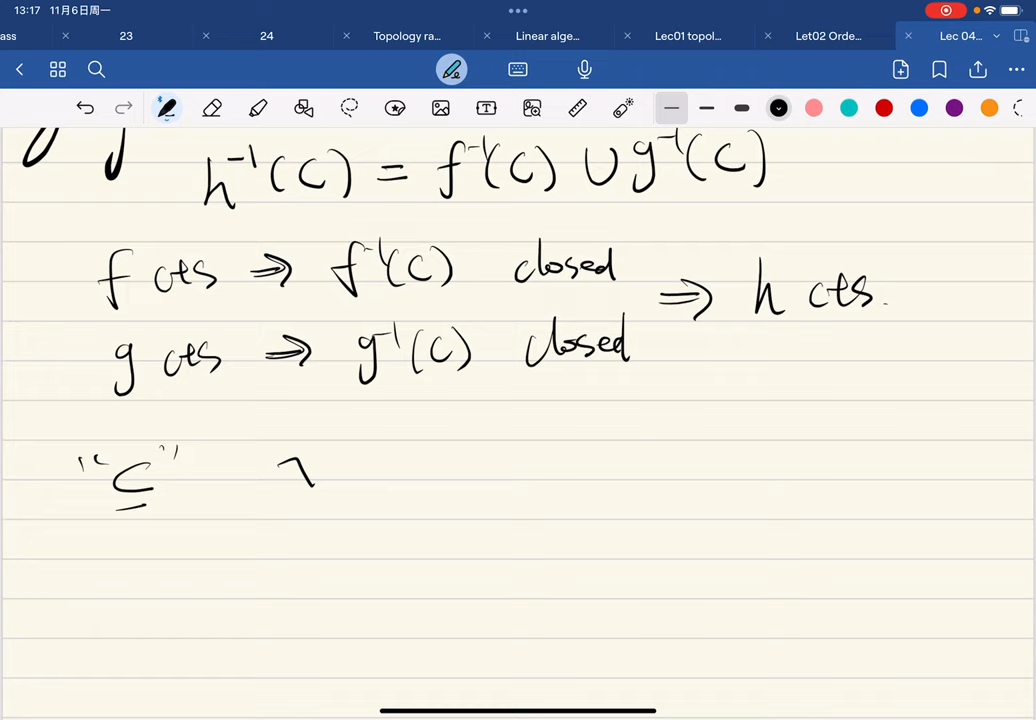 13:17 11月6日周一
ass 23 24 Topology ra... Linear alge... Lec01 topol... Let02 Orde... Lec 04...
h⁻¹(C) = f⁻¹(C) ∪ g⁻¹(C)
f cts ⇒ f⁻¹(C) closed
⇒ h cts.
g cts ⇒ g⁻¹(C) closed
"⊆"